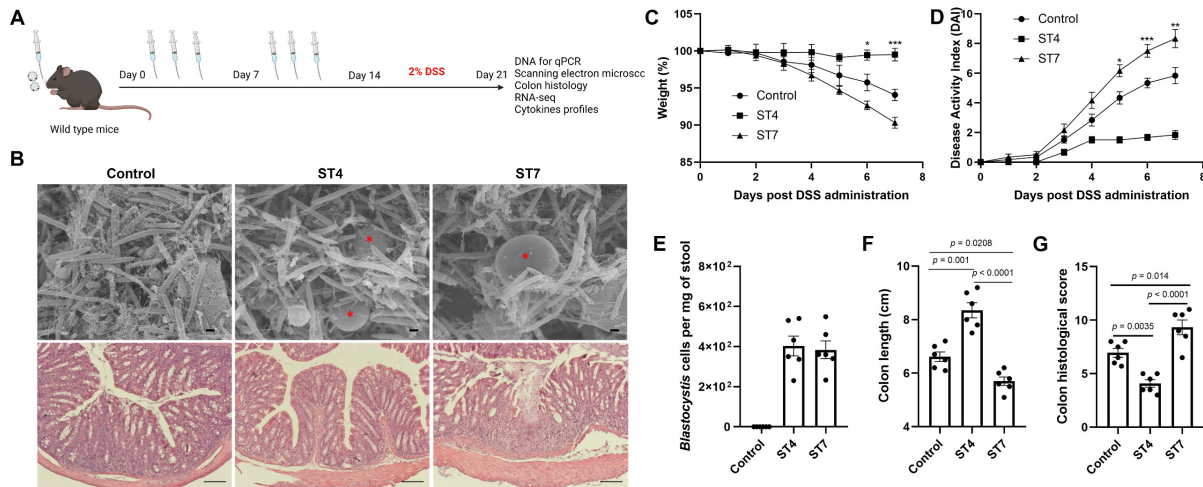 A
Day 0
Day 7
Day 14
2% DSS
Day 21
DNA for qPCR
Scanning electron microscc
Colon histology
RNA-seq
Cytokines profiles
Wild type mice
B
Control
ST4
ST7
*
*
*
C
Weight (%)
105
100
95
90
85
* ***
Control
ST4
ST7
0 2 4 6 8
Days post DSS administration
D
Disease Activity Index (DAI)
10
8
6
4
2
0
Control
ST4
ST7
* *** **
0 2 4 6 8
Days post DSS administration
E
Blastocystis cells per mg of stool
8×10²
6×10²
4×10²
2×10²
0
Control
ST4
ST7
F
Colon length (cm)
p = 0.0208
p = 0.001
p < 0.0001
10
8
6
4
Control
ST4
ST7
G
Colon histological score
p = 0.014
p < 0.0001
p = 0.0035
15
10
5
0
Control
ST4
ST7